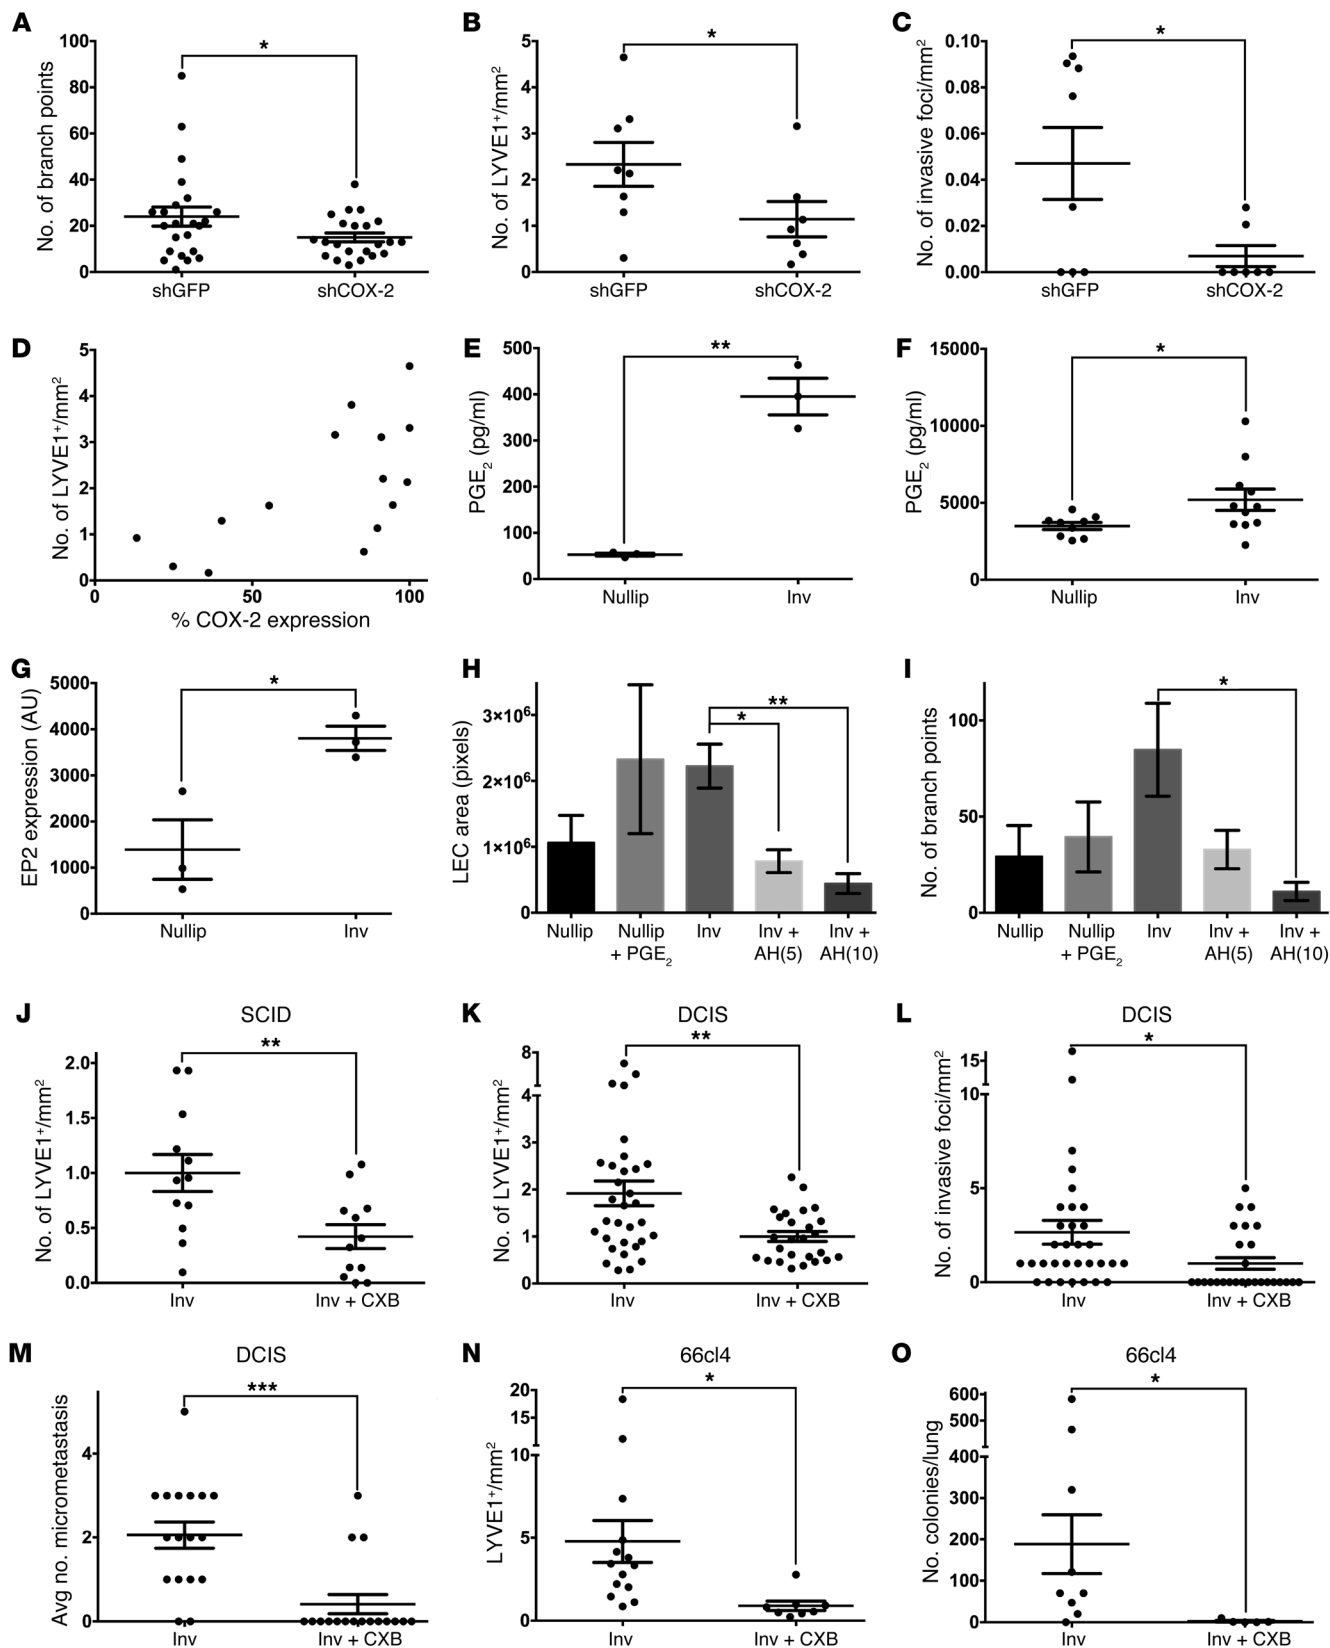 A
No. of branch points
100
80
60
40
20
0
*
shGFP
shCOX-2
B
No. of LYVE1⁺/mm²
5
4
3
2
1
0
*
shGFP
shCOX-2
C
No. of invasive foci/mm²
0.10
0.08
0.06
0.04
0.02
0.00
*
shGFP
shCOX-2
D
No. of LYVE1⁺/mm²
5
4
3
2
1
0
0
50
100
% COX-2 expression
E
PGE₂ (pg/ml)
500
400
300
200
100
0
**
Nullip
Inv
F
PGE₂ (pg/ml)
15000
10000
5000
0
*
Nullip
Inv
G
EP2 expression (AU)
5000
4000
3000
2000
1000
0
*
Nullip
Inv
H
LEC area (pixels)
3×10⁶
2×10⁶
1×10⁶
0
**
*
Nullip
Nullip + PGE₂
Inv
Inv + AH(5)
Inv + AH(10)
I
No. of branch points
100
50
0
*
Nullip
Nullip + PGE₂
Inv
Inv + AH(5)
Inv + AH(10)
J
SCID
No. of LYVE1⁺/mm²
2.0
1.5
1.0
0.5
0.0
**
Inv
Inv + CXB
K
DCIS
No. of LYVE1⁺/mm²
8
4
3
2
1
0
**
Inv
Inv + CXB
L
DCIS
No. of invasive foci/mm²
15
10
5
0
*
Inv
Inv + CXB
M
DCIS
Avg no. micrometastasis
4
2
0
***
Inv
Inv + CXB
N
66cl4
LYVE1⁺/mm²
20
15
10
5
0
*
Inv
Inv + CXB
O
66cl4
No. colonies/lung
600
500
400
300
200
100
0
*
Inv
Inv + CXB